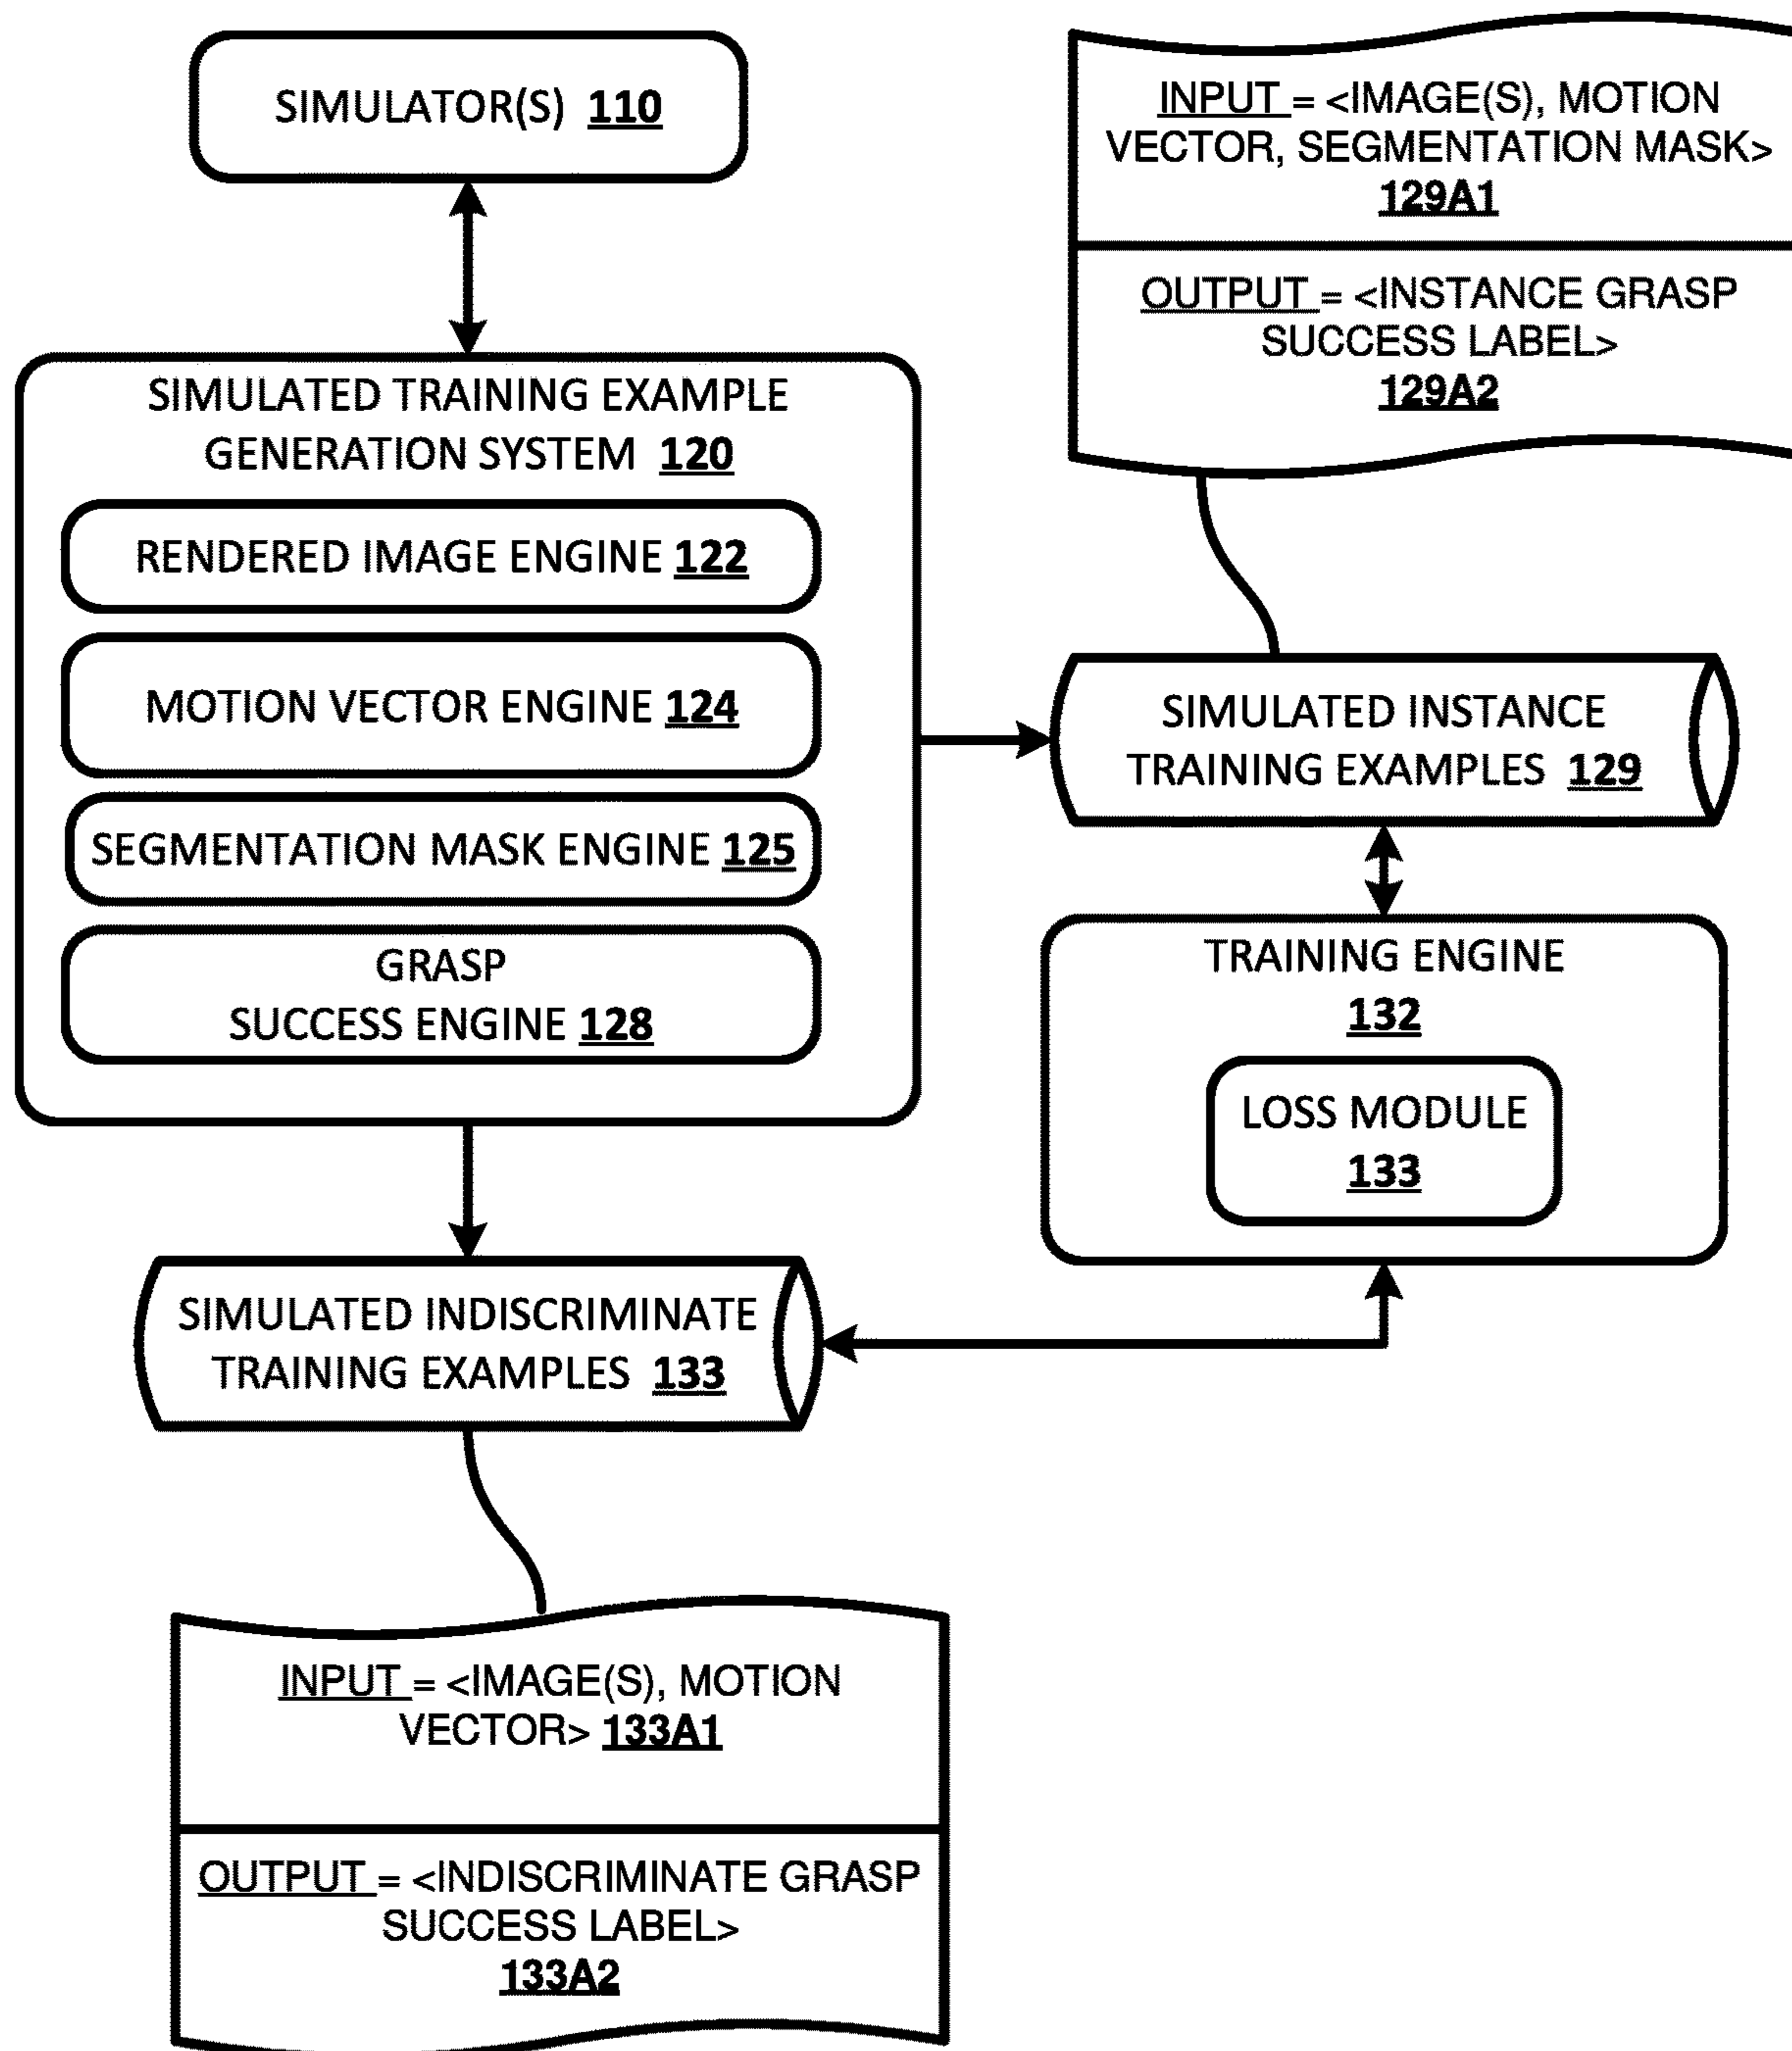 SIMULATOR(S) 110
SIMULATED TRAINING EXAMPLE
GENERATION SYSTEM 120
RENDERED IMAGE ENGINE 122
MOTION VECTOR ENGINE 124
SEGMENTATION MASK ENGINE 125
GRASP
SUCCESS ENGINE 128
INPUT = <IMAGE(S), MOTION
VECTOR, SEGMENTATION MASK>
129A1
OUTPUT = <INSTANCE GRASP
SUCCESS LABEL>
129A2
SIMULATED INSTANCE
TRAINING EXAMPLES 129
TRAINING ENGINE
132
LOSS MODULE
133
SIMULATED INDISCRIMINATE
TRAINING EXAMPLES 133
INPUT = <IMAGE(S), MOTION
VECTOR> 133A1
OUTPUT = <INDISCRIMINATE GRASP
SUCCESS LABEL>
133A2